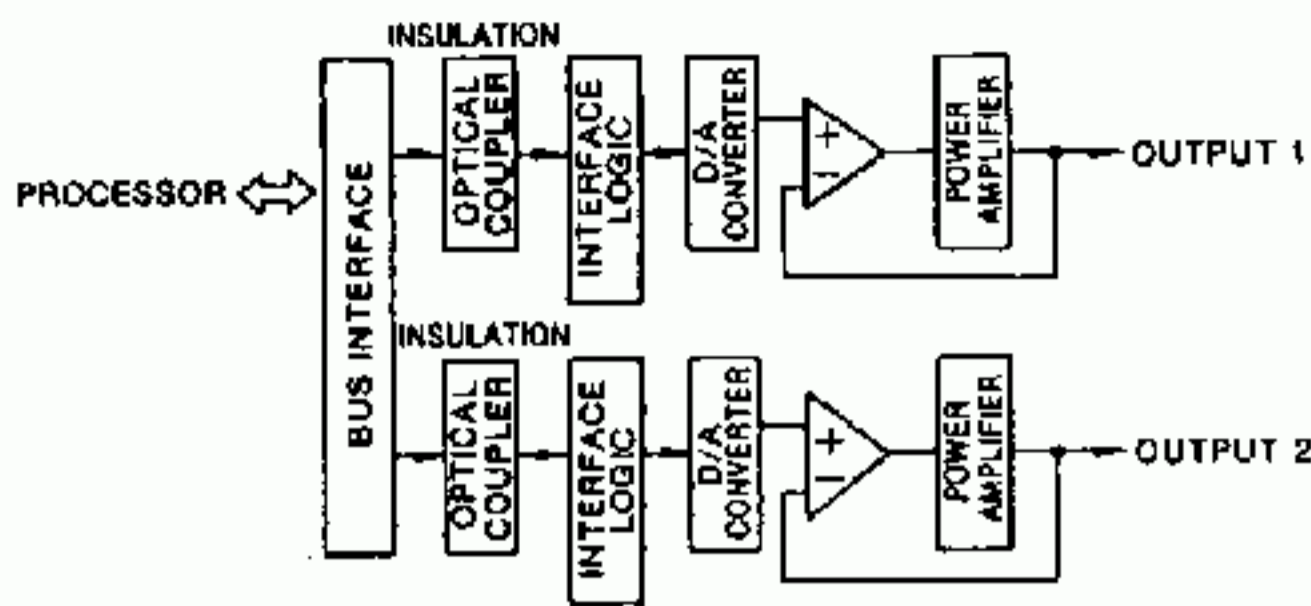 INSULATION
PROCESSOR
BUS INTERFACE
OPTICAL
COUPLER
INTERFACE
LOGIC
D/A
CONVERTER
+
−
POWER
AMPLIFIER
OUTPUT 1
INSULATION
OPTICAL
COUPLER
INTERFACE
LOGIC
D/A
CONVERTER
+
−
POWER
AMPLIFIER
OUTPUT 2